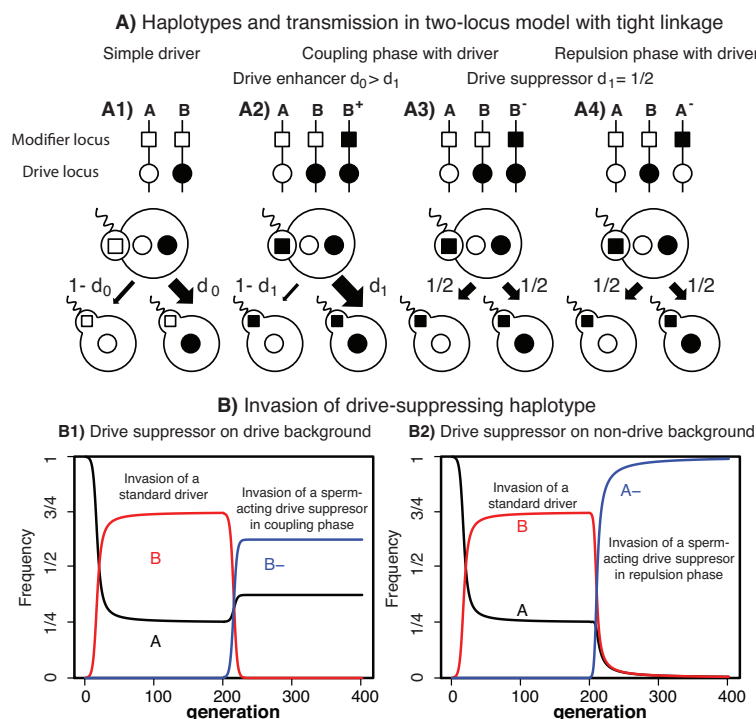 A) Haplotypes and transmission in two-locus model with tight linkage
Simple driver
Coupling phase with driver
Repulsion phase with driver
Drive enhancer d0> d1
Drive suppressor d1= 1/2
A1) A B
A2) A B B+
A3) A B B-
A4) A B A-
Modifier locus
Drive locus
1- d0 d0
1- d1 d1
1/2 1/2
1/2 1/2
B) Invasion of drive-suppressing haplotype
B1) Drive suppressor on drive background
Frequency
0 1/4 1/2 3/4 1
Invasion of a
standard driver
Invasion of a sperm-
acting drive suppresor
in coupling phase
B
B–
A
0 100 200 300 400
generation
B2) Drive suppressor on non-drive background
Frequency
0 1/4 1/2 3/4 1
Invasion of a
standard driver
B
A–
Invasion of a sperm-
acting drive suppresor
in repulsion phase
A
0 100 200 300 400
generation